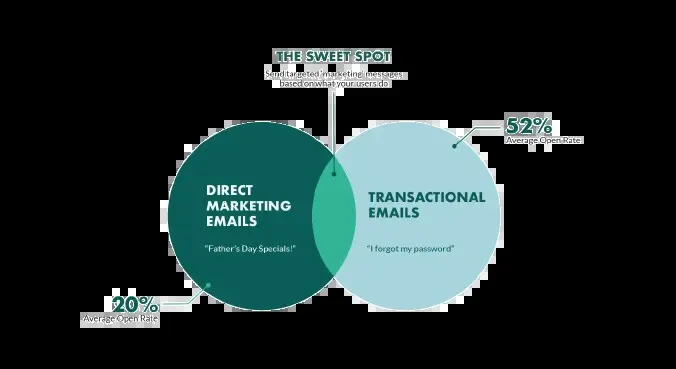 THE SWEET SPOT
Send targeted 'marketing' messages
based on what your users do
52%
Average Open Rate
DIRECT
MARKETING
EMAILS
"Father's Day Specials!"
TRANSACTIONAL
EMAILS
"I forgot my password"
20%
Average Open Rate